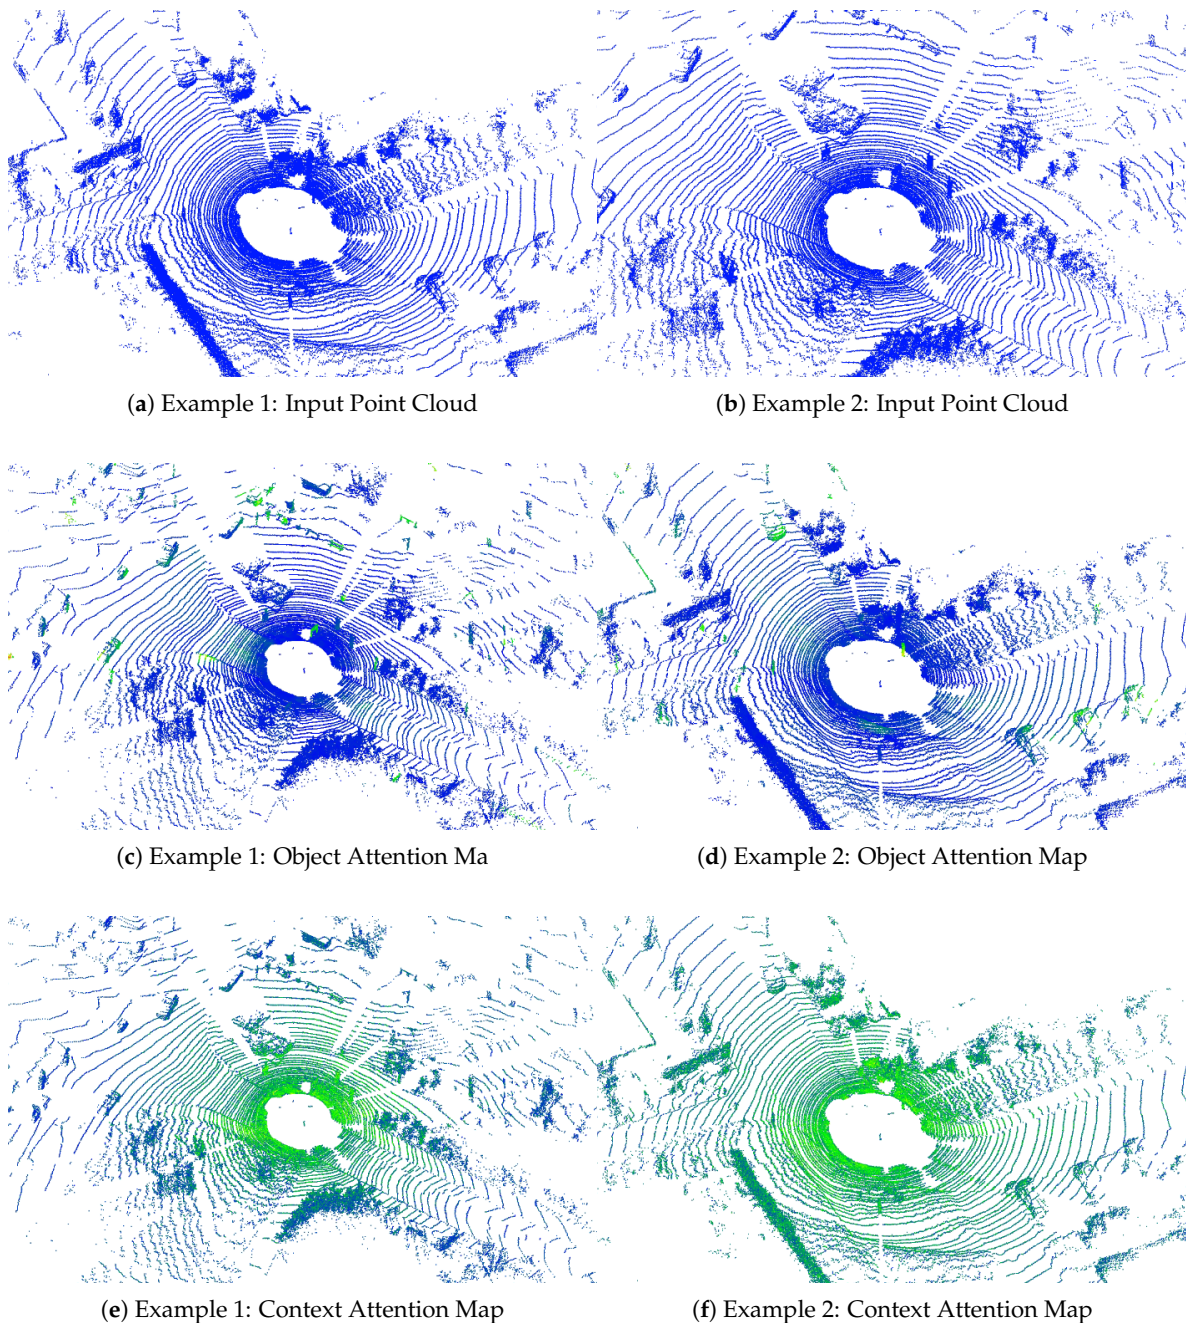 (a) Example 1: Input Point Cloud
(b) Example 2: Input Point Cloud
(c) Example 1: Object Attention Ma
(d) Example 2: Object Attention Map
(e) Example 1: Context Attention Map
(f) Example 2: Context Attention Map